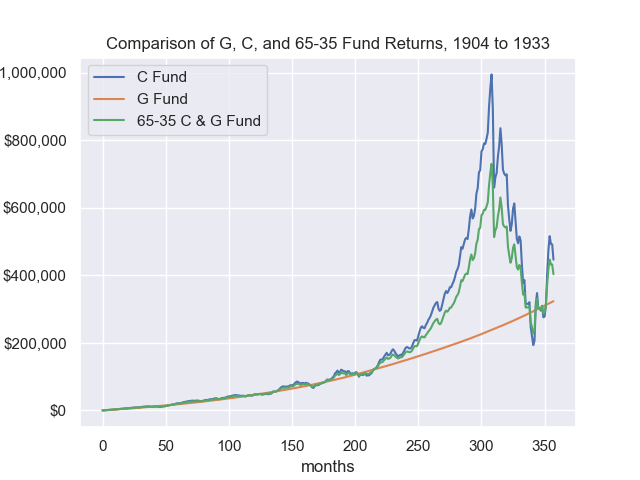 Comparison of G, C, and 65-35 Fund Returns, 1904 to 1933
1,000,000
$800,000
$600,000
$400,000
$200,000
$0
C Fund
G Fund
65-35 C & G Fund
0 50 100 150 200 250 300 350
months